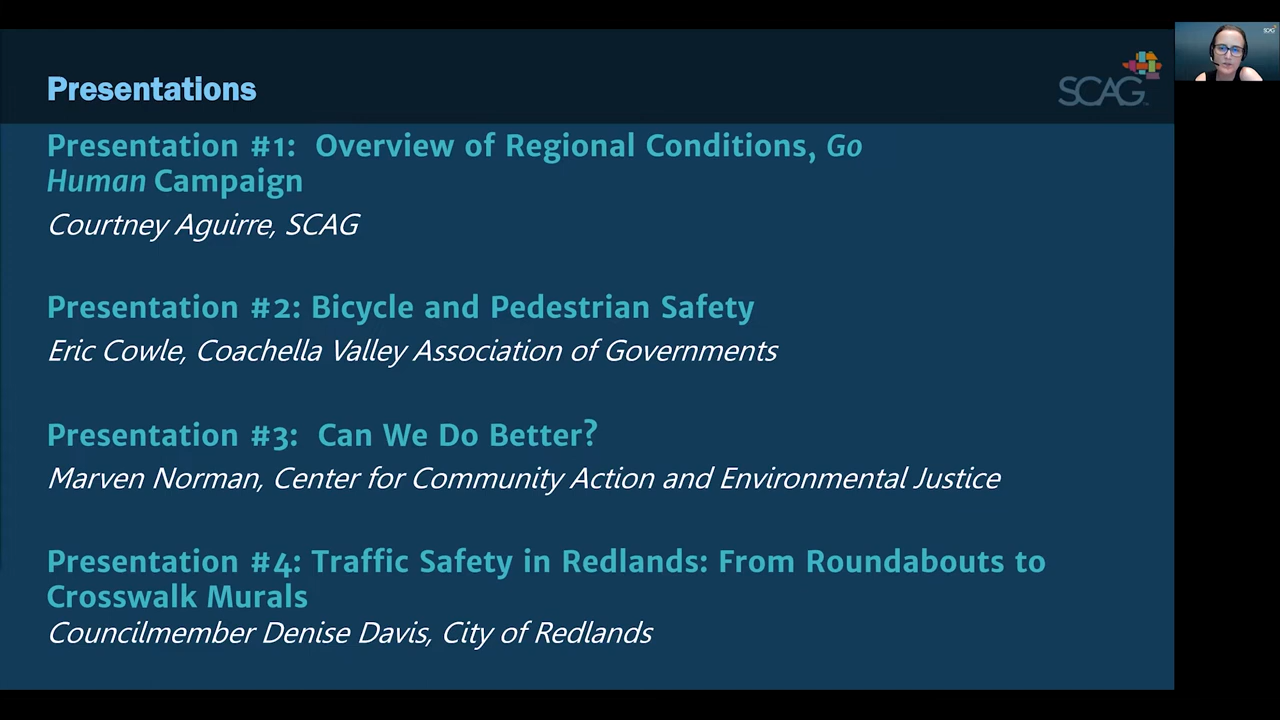 Presentations
SCAG
SCAG
Presentation #1: Overview of Regional Conditions, Go
Human Campaign
Courtney Aguirre, SCAG
Presentation #2: Bicycle and Pedestrian Safety
Eric Cowle, Coachella Valley Association of Governments
Presentation #3: Can We Do Better?
Marven Norman, Center for Community Action and Environmental Justice
Presentation #4: Traffic Safety in Redlands: From Roundabouts to
Crosswalk Murals
Councilmember Denise Davis, City of Redlands